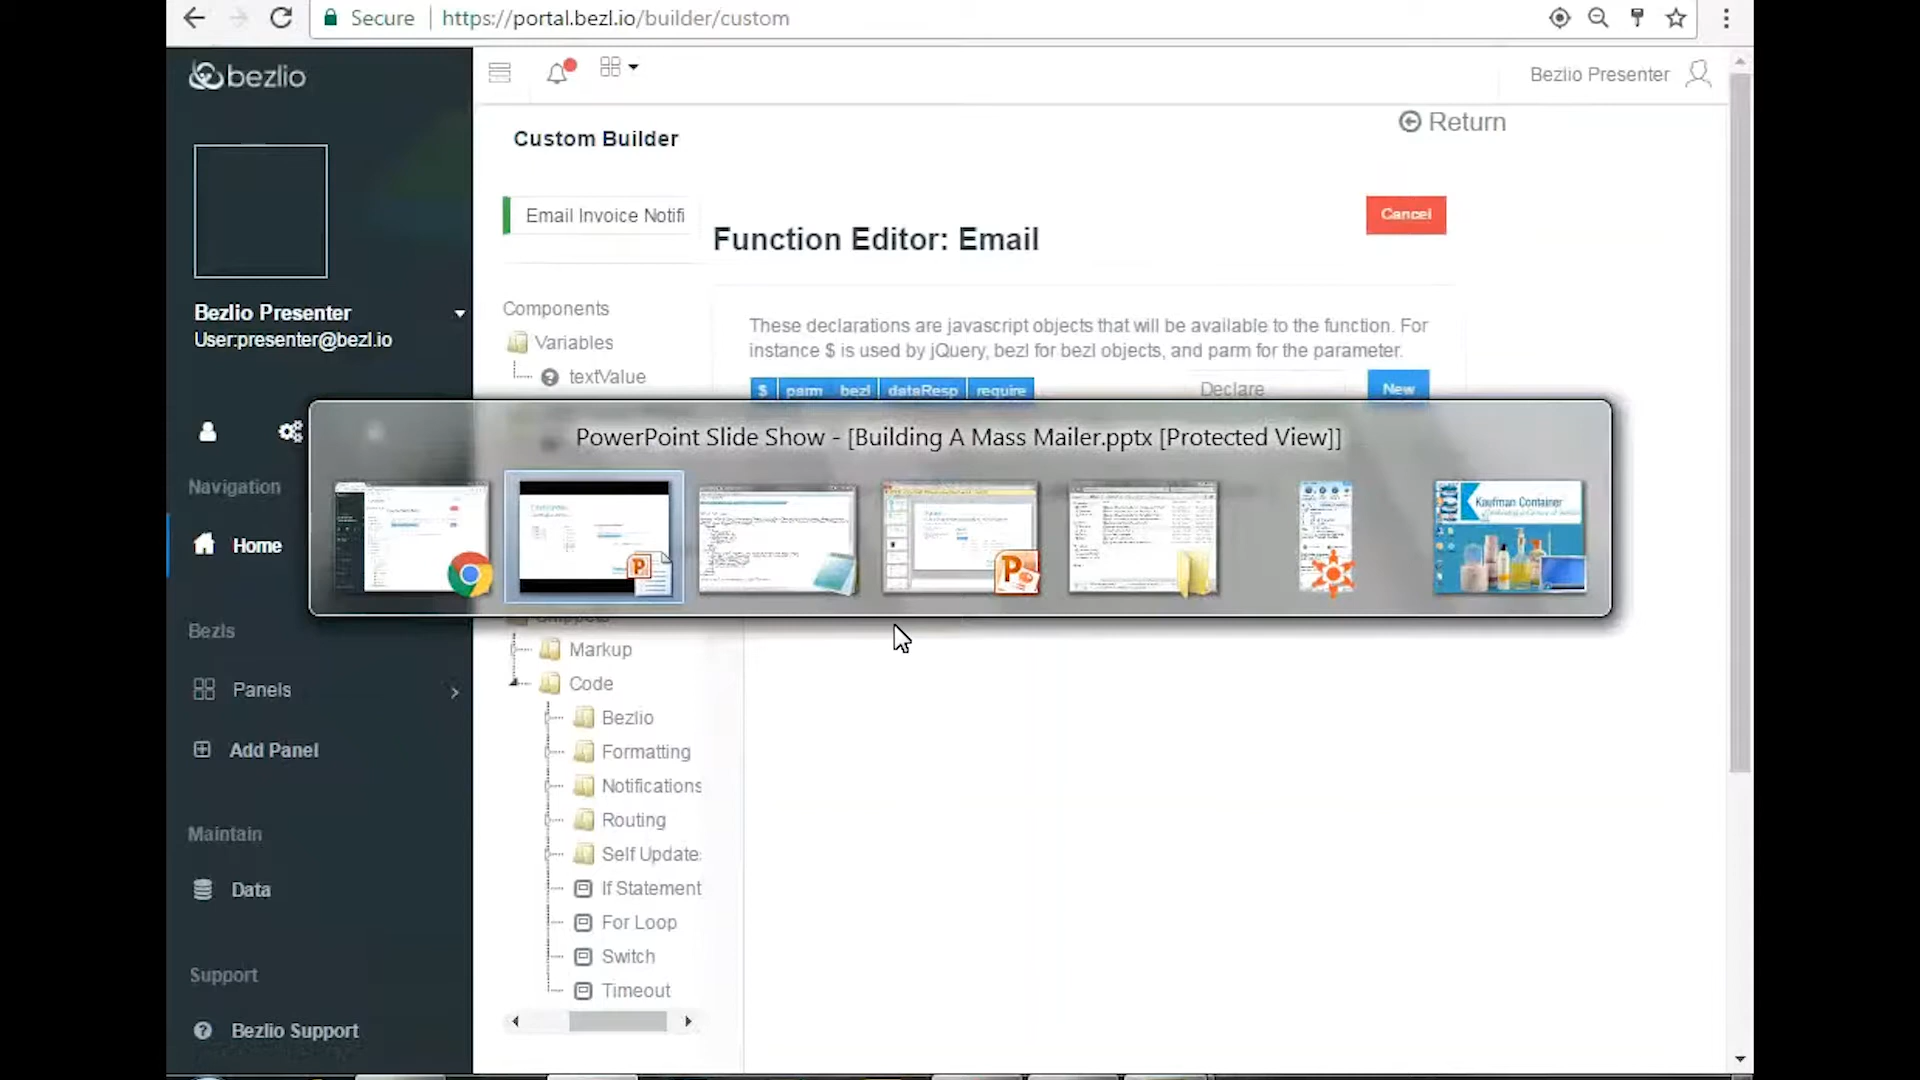 Secure
https://portal.bezl.io/builder/custom
bezlio
Bezlio Presenter
Return
Custom Builder
Email Invoice Notifi
Cancel
Function Editor: Email
Bezlio Presenter
User:presenter@bezl.io
Components
Variables
textValue
These declarations are javascript objects that will be available to the function. For
instance $ is used by jQuery, bezl for bezl objects, and parm for the parameter.
$ parm bezl dataResp require
Declare
New
PowerPoint Slide Show - [Building A Mass Mailer.pptx [Protected View]]
Kaufman Container
Navigation
Home
Bezls
Panels
Add Panel
Maintain
Data
Support
Bezlio Support
Snippets
Markup
Code
Bezlio
Formatting
Notifications
Routing
Self Update
If Statement
For Loop
Switch
Timeout